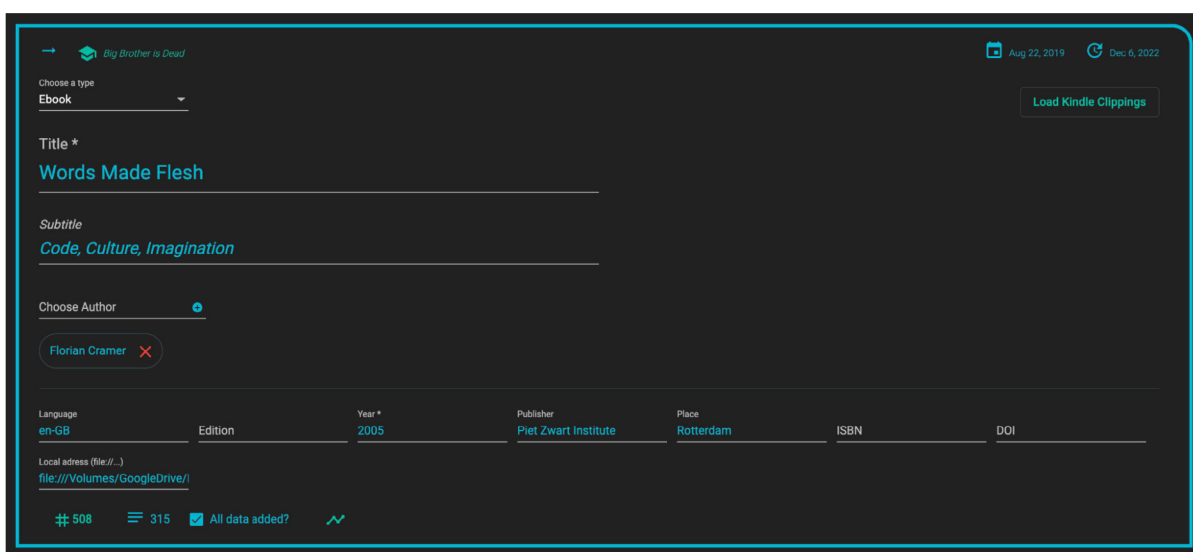 Big Brother is Dead
Aug 22, 2019
Dec 6, 2022
Choose a type
Ebook
Load Kindle Clippings
Title *
Words Made Flesh
Subtitle
Code, Culture, Imagination
Choose Author
Florian Cramer
Language
en-GB
Edition
Year *
2005
Publisher
Piet Zwart Institute
Place
Rotterdam
ISBN
DOI
Local adress (file://...)
file:///Volumes/GoogleDrive/
# 508
315
All data added?